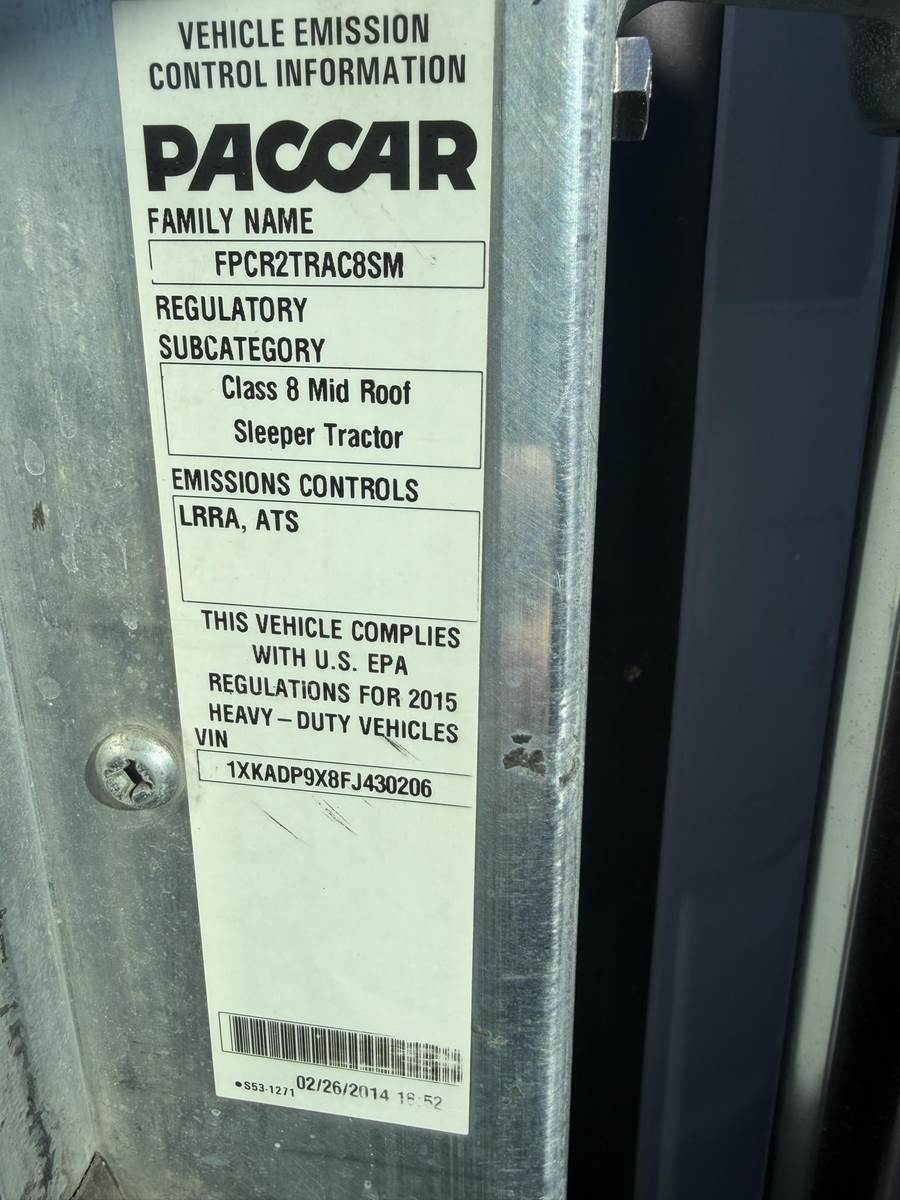 VEHICLE EMISSION
CONTROL INFORMATION
PACCAR
FAMILY NAME
FPCR2TRAC8SM
REGULATORY
SUBCATEGORY
Class 8 Mid Roof
Sleeper Tractor
EMISSIONS CONTROLS
LRRA, ATS
THIS VEHICLE COMPLIES
WITH U.S. EPA
REGULATIONS FOR 2015
HEAVY-DUTY VEHICLES
VIN
1XKADP9X8FJ430206
•S53-1271 02/26/2014